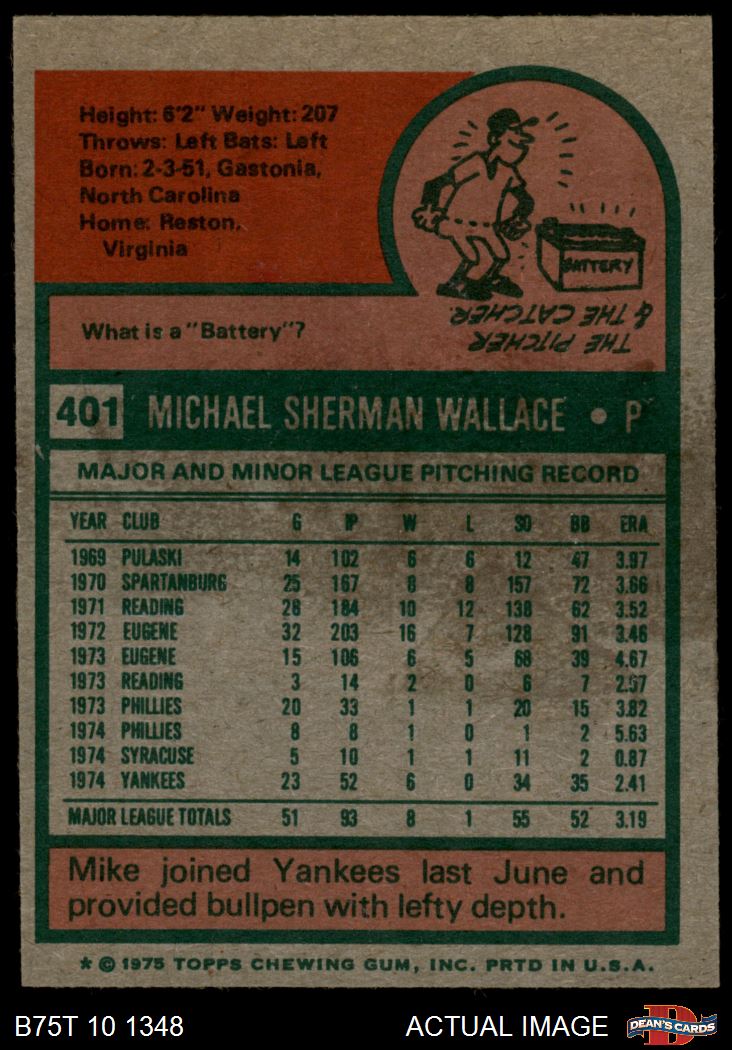 Height: 6'2" Weight: 207
Throws: Left Bats: Left
Born: 2-3-51, Gastonia,
North Carolina
Home: Reston,
Virginia
BATTERY
What is a "Battery"?
THE PITCHER
& THE CATCHER.
401 MICHAEL SHERMAN WALLACE • P
MAJOR AND MINOR LEAGUE PITCHING RECORD
YEAR CLUB G IP W L SO BB ERA
1969 PULASKI 14 102 6 6 12 47 3.97
1970 SPARTANBURG 25 167 8 8 157 72 3.66
1971 READING 28 184 10 12 138 62 3.52
1972 EUGENE 32 203 16 7 128 91 3.46
1973 EUGENE 15 106 6 5 68 39 4.67
1973 READING 3 14 2 0 6 7 2.57
1973 PHILLIES 20 33 1 1 20 15 3.82
1974 PHILLIES 8 8 1 0 1 2 5.63
1974 SYRACUSE 5 10 1 1 11 2 0.87
1974 YANKEES 23 52 6 0 34 35 2.41
MAJOR LEAGUE TOTALS 51 93 8 1 55 52 3.19
Mike joined Yankees last June and
provided bullpen with lefty depth.
* © 1975 TOPPS CHEWING GUM, INC. PRTD IN U.S.A.
B75T 10 1348 ACTUAL IMAGE D DEAN'S CARDS